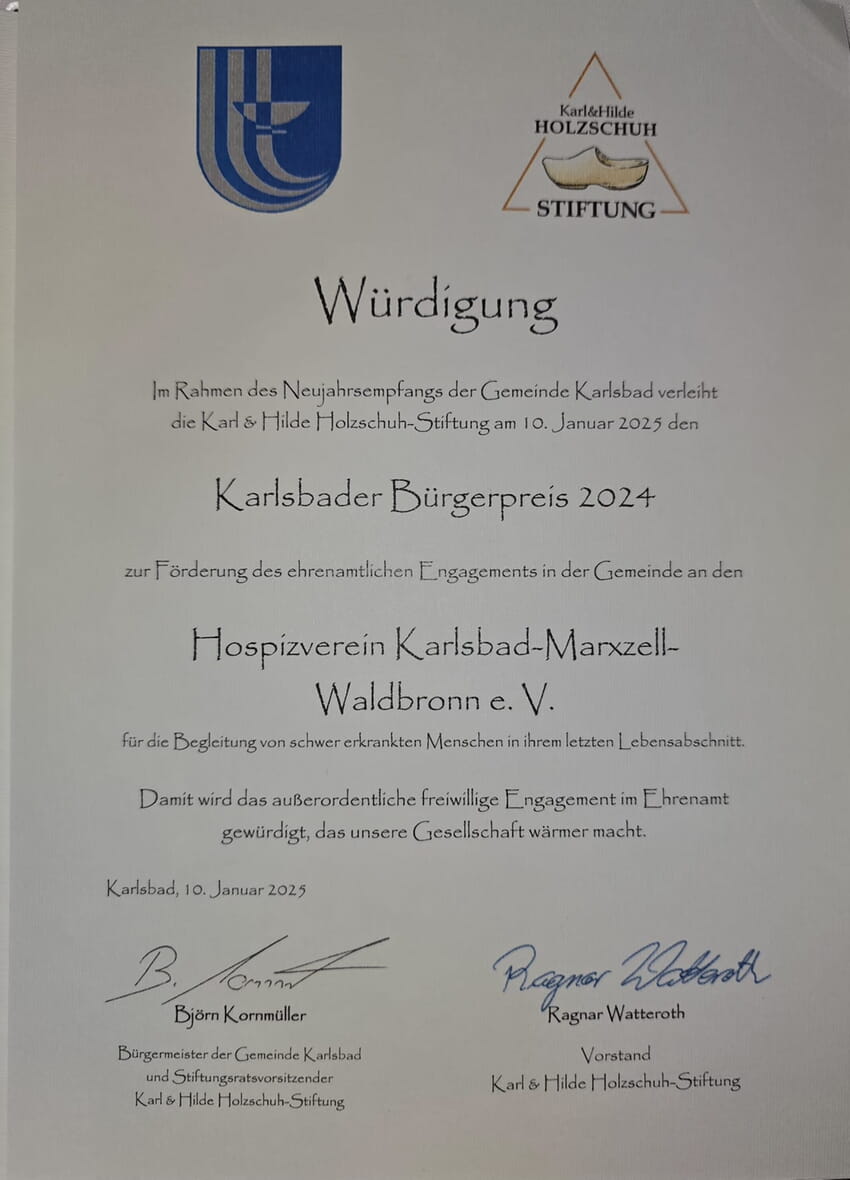 Karl&Hilde
HOLZSCHUH
STIFTUNG
Würdigung
Im Rahmen des Neujahrsempfangs der Gemeinde Karlsbad verleiht
die Karl & Hilde Holzschuh-Stiftung am 10. Januar 2025 den
Karlsbader Bürgerpreis 2024
zur Förderung des ehrenamtlichen Engagements in der Gemeinde an den
Hospizverein Karlsbad-Marxzell-
Waldbronn e. V.
für die Begleitung von schwer erkrankten Menschen in ihrem letzten Lebensabschnitt.
Damit wird das außerordentliche freiwillige Engagement im Ehrenamt
gewürdigt, das unsere Gesellschaft wärmer macht.
Karlsbad, 10. Januar 2025
B.
Ragnar Watteroth
Björn Kornmüller
Ragnar Watteroth
Bürgermeister der Gemeinde Karlsbad
und Stiftungsratsvorsitzender
Karl & Hilde Holzschuh-Stiftung
Vorstand
Karl & Hilde Holzschuh-Stiftung